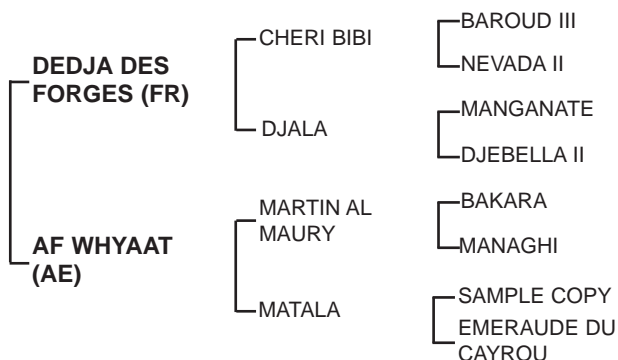 BAROUD III
CHERI BIBI
NEVADA II
DEDJA DES
FORGES (FR)
MANGANATE
DJALA
DJEBELLA II
BAKARA
MARTIN AL
MAURY
MANAGHI
AF WHYAAT
(AE)
SAMPLE COPY
MATALA
EMERAUDE DU
CAYROU